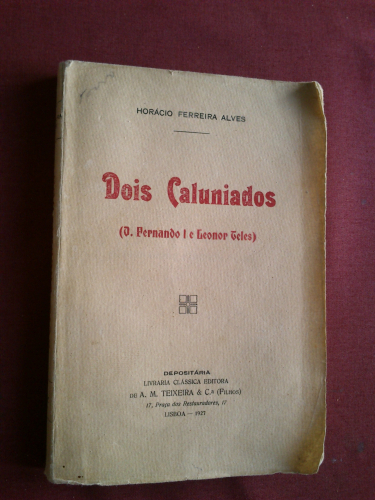 HORÁCIO FERREIRA ALVES
Dois Caluniados
(D. Fernando I e Leonor Teles)
DEPOSITÁRIA
LIVRARIA CLÁSSICA EDITORA
DE A. M. TEIXEIRA & C.ª (FILHOS)
17, Praça dos Restauradores, 17
LISBOA — 1927